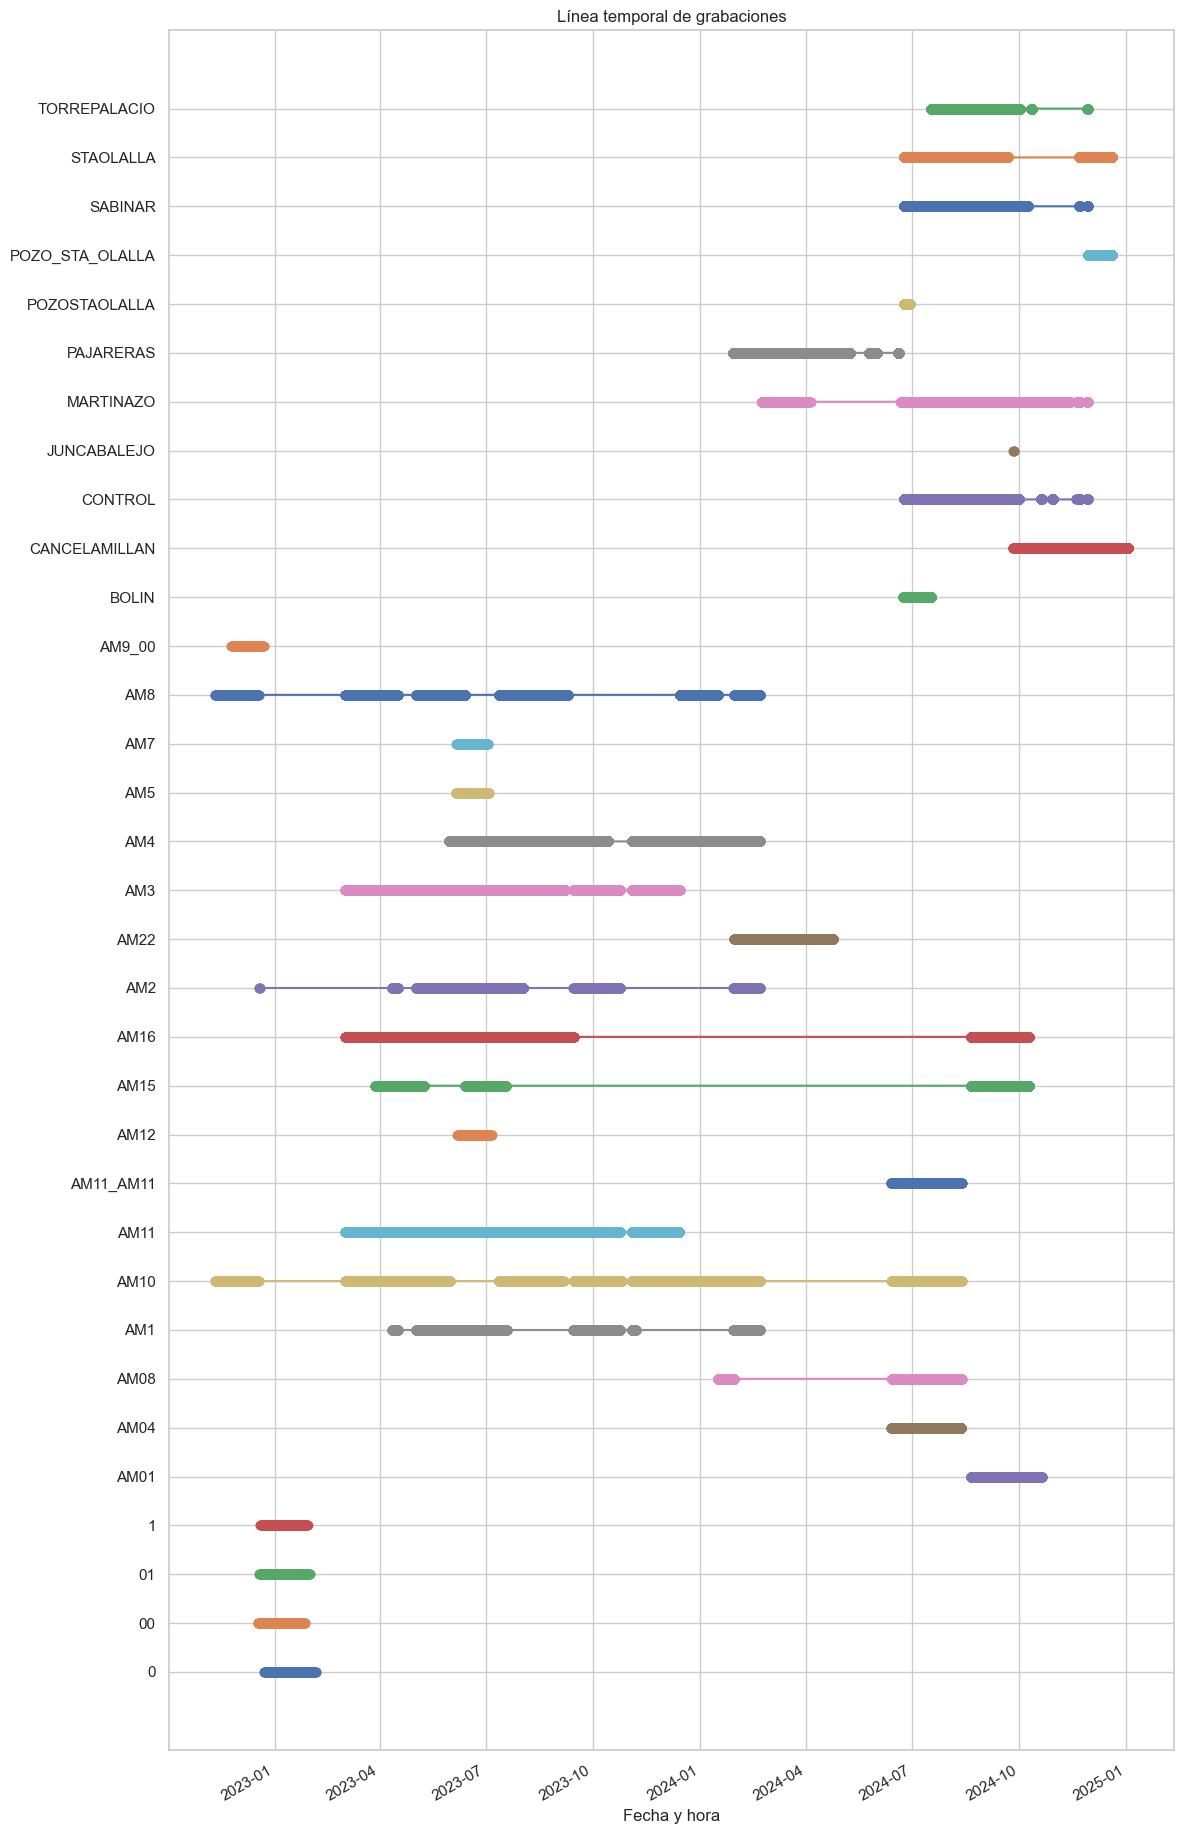 Línea temporal de grabaciones
TORREPALACIO
STAOLALLA
SABINAR
POZO_STA_OLALLA
POZOSTAOLALLA
PAJARERAS
MARTINAZO
JUNCABALEJO
CONTROL
CANCELAMILLAN
BOLIN
AM9_00
AM8
AM7
AM5
AM4
AM3
AM22
AM2
AM16
AM15
AM12
AM11_AM11
AM11
AM10
AM1
AM08
AM04
AM01
1
01
00
0
2023-01 2023-04 2023-07 2023-10 2024-01 2024-04 2024-07 2024-10 2025-01
Fecha y hora